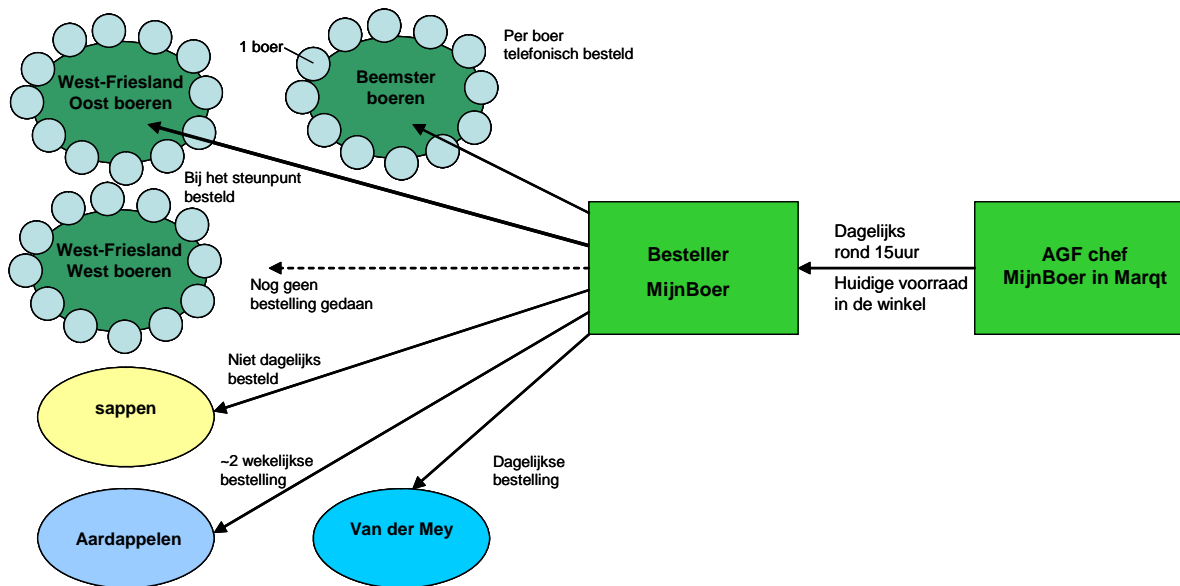 1 boer
Per boer
telefonisch besteld
West-Friesland
Oost boeren
Beemster
boeren
Bij het steunpunt
besteld
West-Friesland
West boeren
Nog geen
bestelling gedaan
Besteller
MijnBoer
Dagelijks
rond 15uur
Huidige voorraad
in de winkel
AGF chef
MijnBoer in Marqt
Niet dagelijks
besteld
sappen
~2 wekelijkse
bestelling
Aardappelen
Dagelijkse
bestelling
Van der Mey